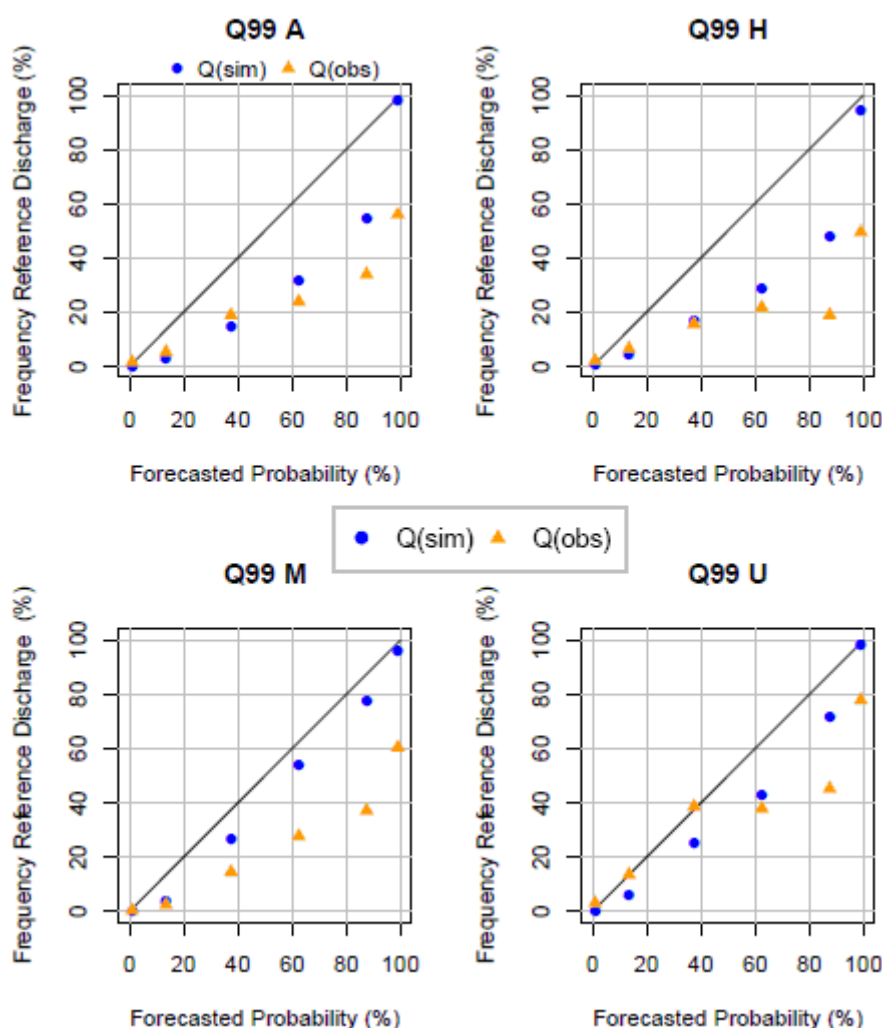 Q99 A
Q(sim) Q(obs)
Frequency Reference Discharge (%)
100
80
60
40
20
0
0 20 40 60 80 100
Forecasted Probability (%)
Q99 H
Frequency Reference Discharge (%)
100
80
60
40
20
0
0 20 40 60 80 100
Forecasted Probability (%)
Q(sim) Q(obs)
Q99 M
Frequency Reference Discharge (%)
100
80
60
40
20
0
0 20 40 60 80 100
Forecasted Probability (%)
Q99 U
Frequency Reference Discharge (%)
100
80
60
40
20
0
0 20 40 60 80 100
Forecasted Probability (%)